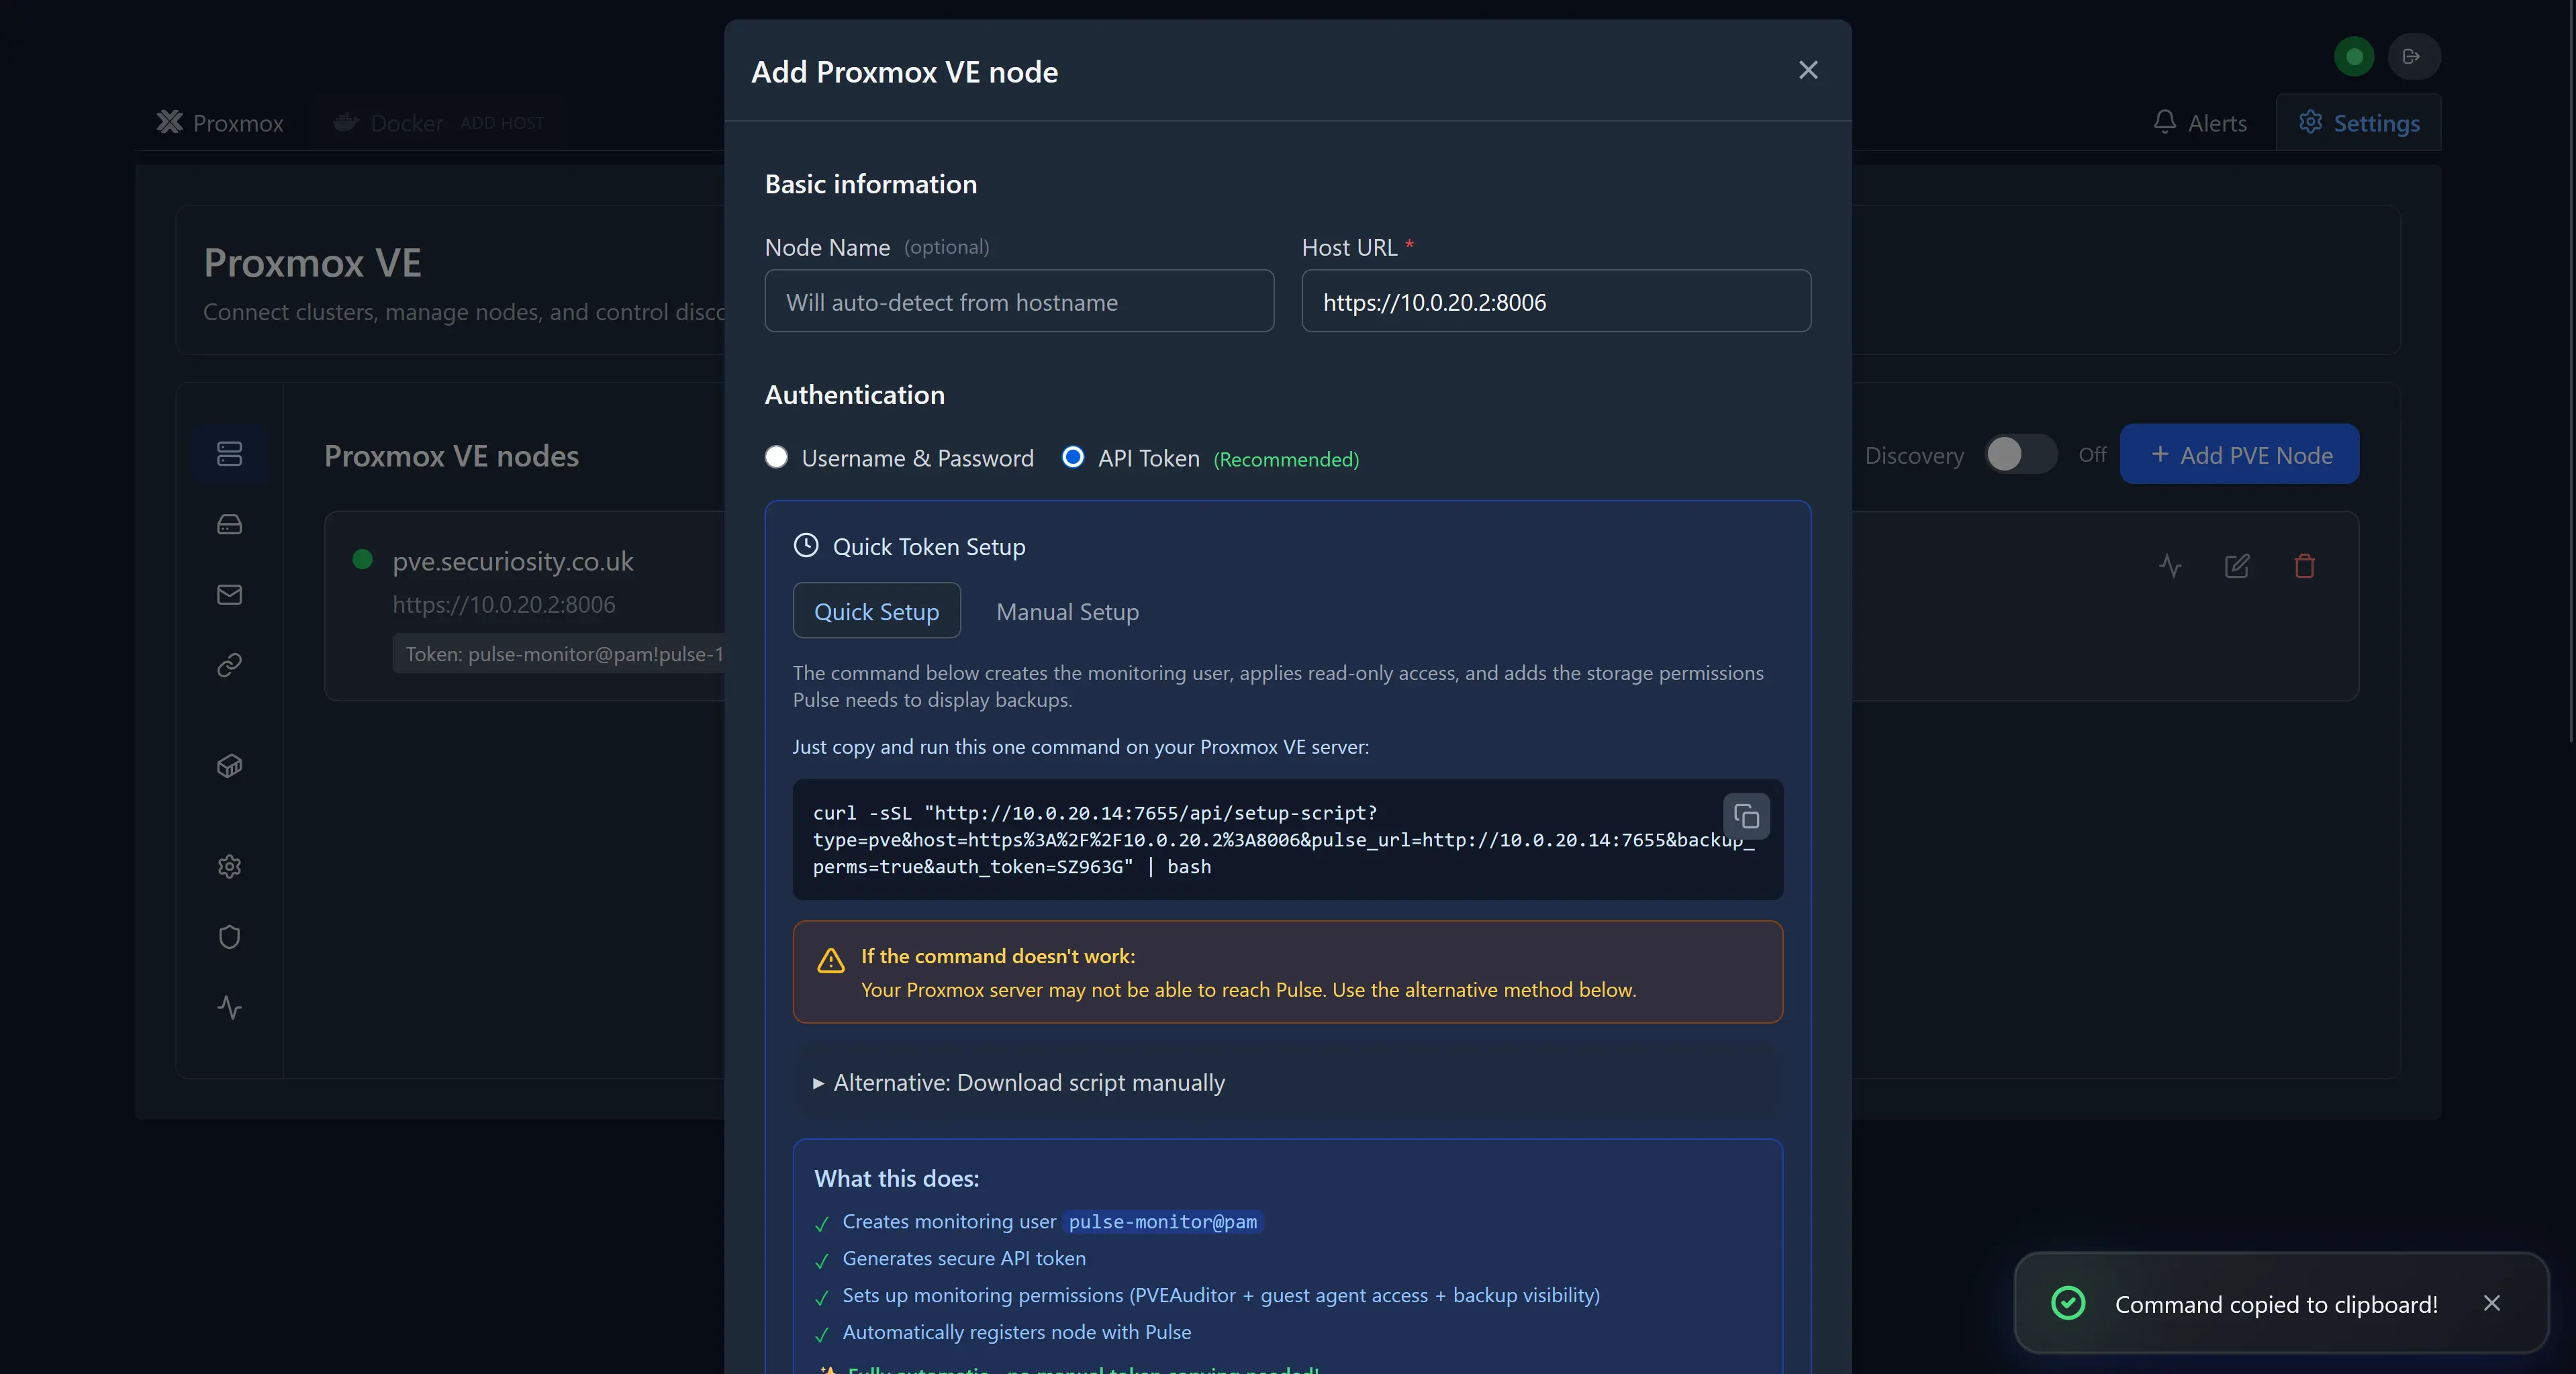 Add Proxmox VE node
Proxmox
Docker ADD HOST
Alerts
Settings
Proxmox VE
Connect clusters, manage nodes, and control disco
Proxmox VE nodes
pve.securiosity.co.uk
https://10.0.20.2:8006
Token: pulse-monitor@pam!pulse-1
Discovery
Off
+ Add PVE Node
Basic information
Node Name (optional)
Host URL *
Will auto-detect from hostname
https://10.0.20.2:8006
Authentication
Username & Password
API Token (Recommended)
Quick Token Setup
Quick Setup
Manual Setup
The command below creates the monitoring user, applies read-only access, and adds the storage permissions
Pulse needs to display backups.
Just copy and run this one command on your Proxmox VE server:
curl -sSL "http://10.0.20.14:7655/api/setup-script?
type=pve&host=https%3A%2F%2F10.0.20.2%3A8006&pulse_url=http://10.0.20.14:7655&backup_
perms=true&auth_token=SZ963G" | bash
If the command doesn't work:
Your Proxmox server may not be able to reach Pulse. Use the alternative method below.
▸ Alternative: Download script manually
What this does:
✓ Creates monitoring user pulse-monitor@pam
✓ Generates secure API token
✓ Sets up monitoring permissions (PVEAuditor + guest agent access + backup visibility)
✓ Automatically registers node with Pulse
✨ Fully automatic - no manual token copying needed!
Command copied to clipboard!